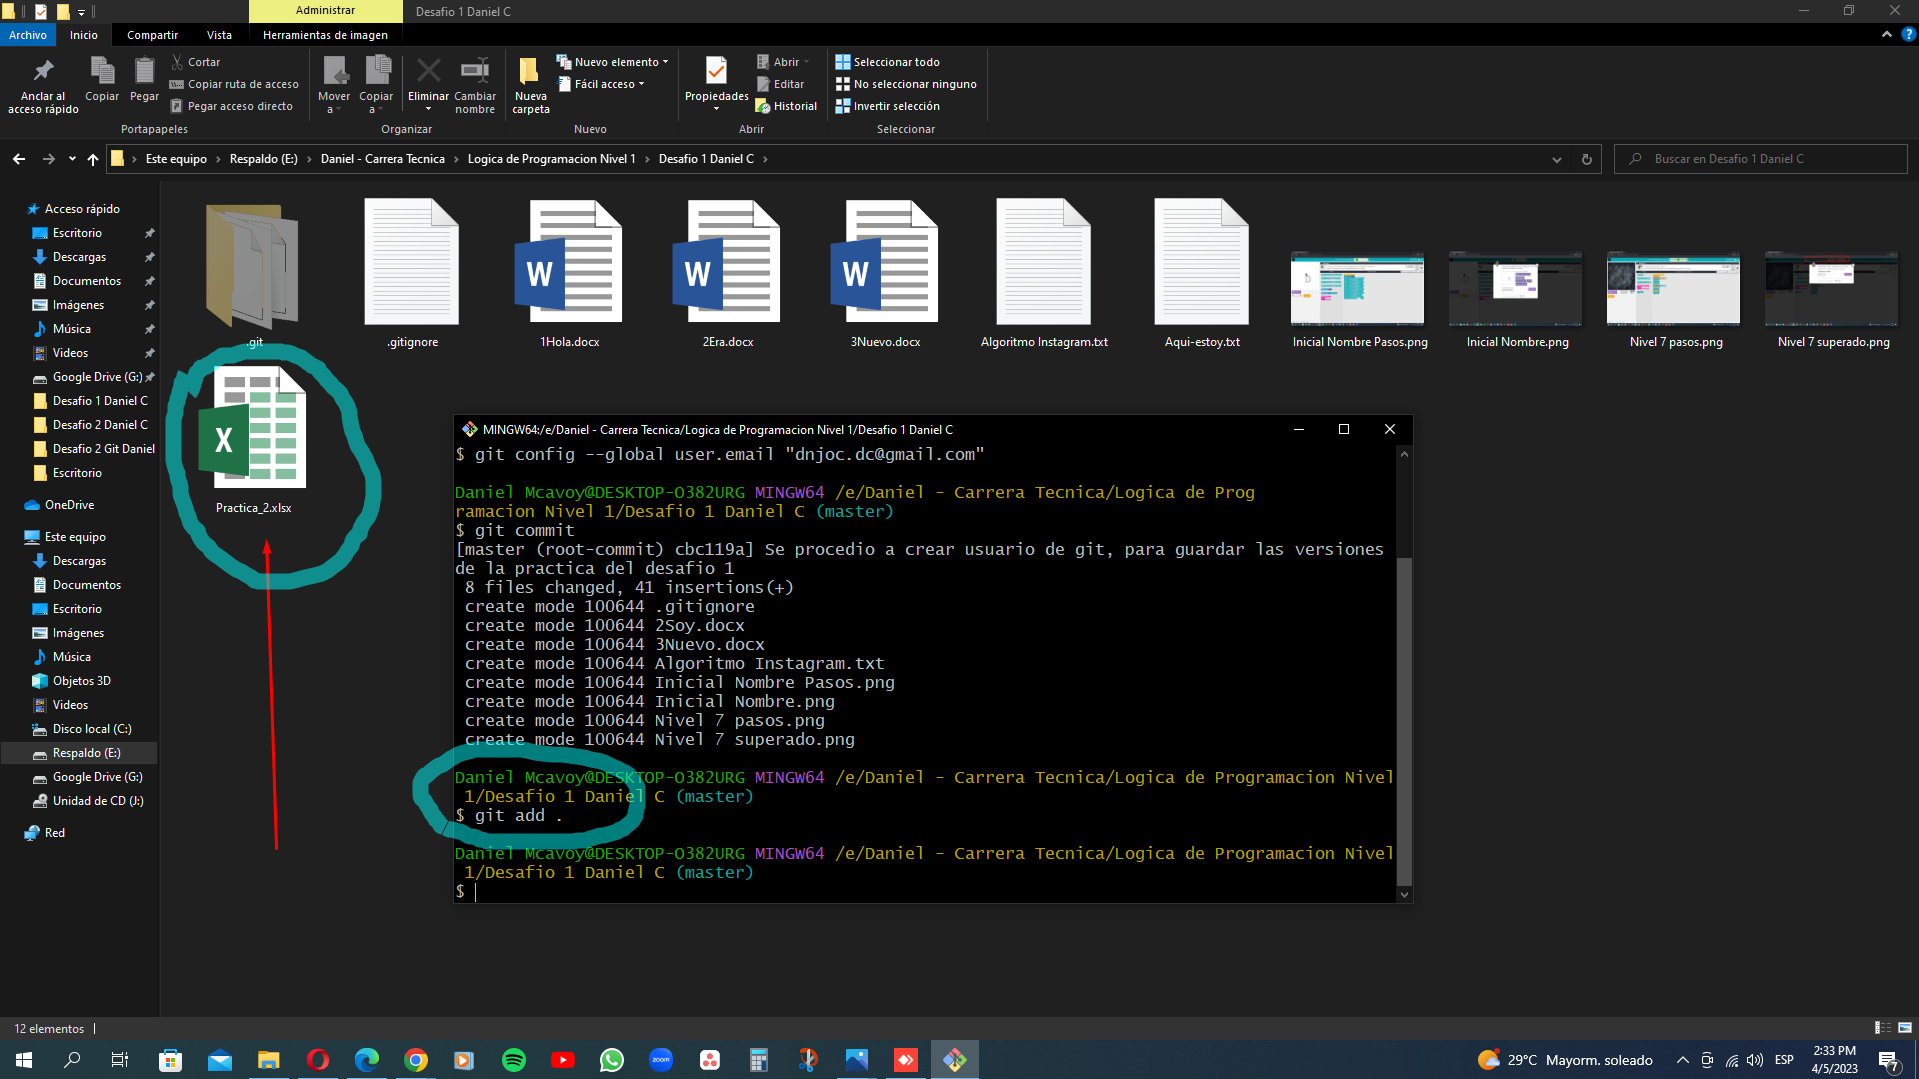 Administrar
Desafio 1 Daniel C
Archivo
Inicio
Compartir
Vista
Herramientas de imagen
Anclar al
acceso rápido
Copiar
Pegar
Cortar
Copiar ruta de acceso
Pegar acceso directo
Portapapeles
Mover
a
Copiar
a
Eliminar
Cambiar
nombre
Organizar
Nueva
carpeta
Nuevo elemento
Fácil acceso
Nuevo
Propiedades
Abrir
Editar
Historial
Abrir
Seleccionar todo
No seleccionar ninguno
Invertir selección
Seleccionar
Este equipo > Respaldo (E:) > Daniel - Carrera Tecnica > Logica de Programacion Nivel 1 > Desafio 1 Daniel C >
Buscar en Desafio 1 Daniel C
Acceso rápido
Escritorio
Descargas
Documentos
Imágenes
Música
Videos
Google Drive (G:)
Desafio 1 Daniel C
Desafio 2 Daniel C
Desafio 2 Git Daniel
Escritorio
OneDrive
Este equipo
Descargas
Documentos
Escritorio
Imágenes
Música
Objetos 3D
Videos
Disco local (C:)
Respaldo (E:)
Google Drive (G:)
Unidad de CD (J:)
Red
.git
.gitignore
W
1Hola.docx
W
2Era.docx
W
3Nuevo.docx
Algoritmo Instagram.txt
Aqui-estoy.txt
Inicial Nombre Pasos.png
Inicial Nombre.png
Nivel 7 pasos.png
Nivel 7 superado.png
X
Practica_2.xlsx
MINGW64:/e/Daniel - Carrera Tecnica/Logica de Programacion Nivel 1/Desafio 1 Daniel C
$ git config --global user.email "dnjoc.dc@gmail.com"
Daniel Mcavoy@DESKTOP-O382URG MINGW64 /e/Daniel - Carrera Tecnica/Logica de Prog
ramacion Nivel 1/Desafio 1 Daniel C (master)
$ git commit
[master (root-commit) cbc119a] Se procedio a crear usuario de git, para guardar las versiones
de la practica del desafio 1
8 files changed, 41 insertions(+)
create mode 100644 .gitignore
create mode 100644 2Soy.docx
create mode 100644 3Nuevo.docx
create mode 100644 Algoritmo Instagram.txt
create mode 100644 Inicial Nombre Pasos.png
create mode 100644 Inicial Nombre.png
create mode 100644 Nivel 7 pasos.png
create mode 100644 Nivel 7 superado.png
Daniel Mcavoy@DESKTOP-O382URG MINGW64 /e/Daniel - Carrera Tecnica/Logica de Programacion Nivel
1/Desafio 1 Daniel C (master)
$ git add .
Daniel Mcavoy@DESKTOP-O382URG MINGW64 /e/Daniel - Carrera Tecnica/Logica de Programacion Nivel
1/Desafio 1 Daniel C (master)
$
12 elementos
zoom
29°C Mayorm. soleado
ESP
2:33 PM
4/5/2023
7